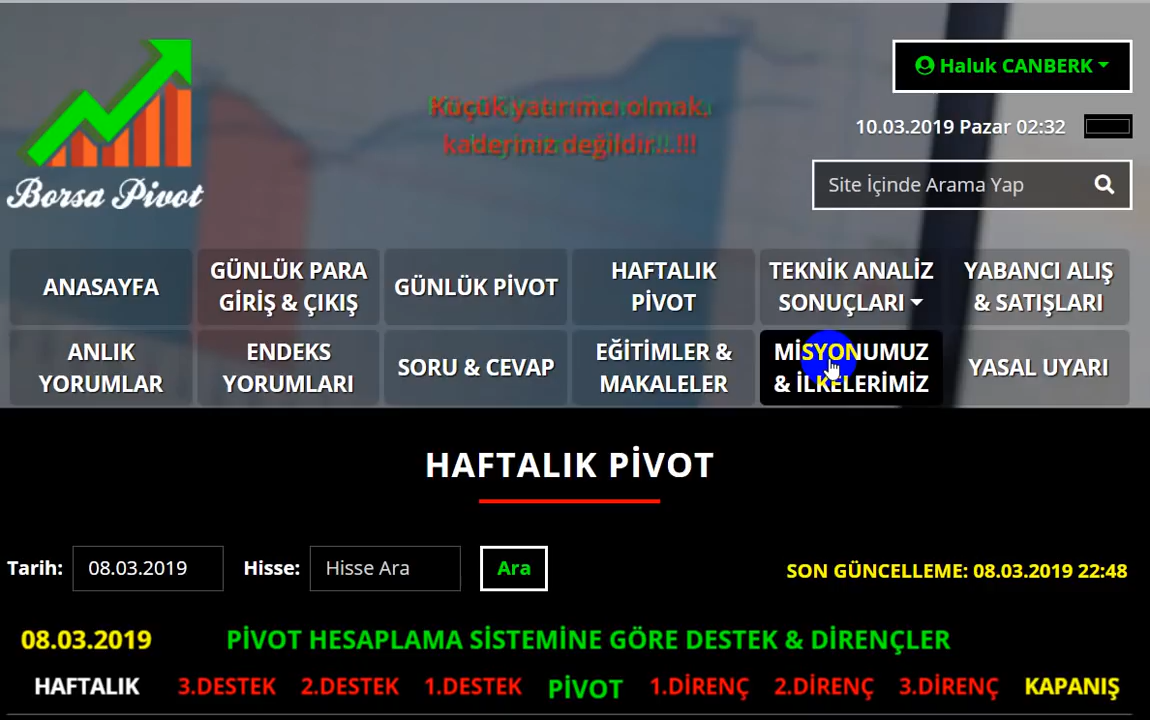 Haluk CANBERK
Küçük yatırımcı olmak,
kaderiniz değildir...!!!
10.03.2019 Pazar 02:32
Borsa Pivot
Site İçinde Arama Yap
ANASAYFA
GÜNLÜK PARA
GİRİŞ & ÇIKIŞ
GÜNLÜK PİVOT
HAFTALIK
PİVOT
TEKNİK ANALİZ
SONUÇLARI
YABANCI ALIŞ
& SATIŞLARI
ANLIK
YORUMLAR
ENDEKS
YORUMLARI
SORU & CEVAP
EĞİTİMLER &
MAKALELER
MİSYONUMUZ
& İLKELERİMİZ
YASAL UYARI
HAFTALIK PİVOT
Tarih: 08.03.2019 Hisse: Hisse Ara Ara
SON GÜNCELLEME: 08.03.2019 22:48
08.03.2019 PİVOT HESAPLAMA SİSTEMİNE GÖRE DESTEK & DİRENÇLER
HAFTALIK 3.DESTEK 2.DESTEK 1.DESTEK PİVOT 1.DİRENÇ 2.DİRENÇ 3.DİRENÇ KAPANIŞ